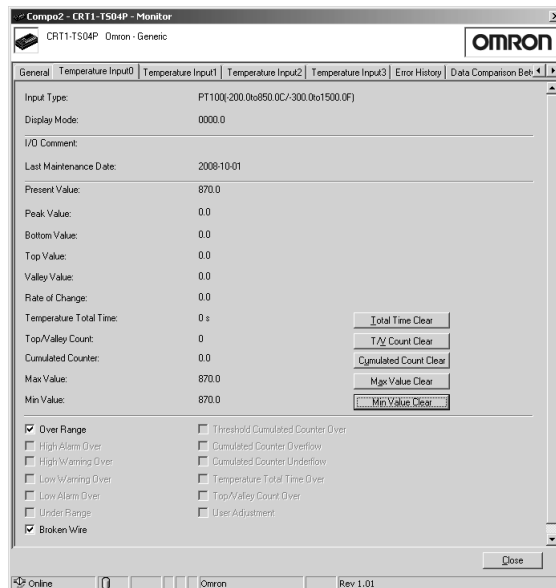 Compo2 - CRT1-TS04P - Monitor
CRT1-TS04P Omron - Generic
OMRON
General Temperature Input0 Temperature Input1 Temperature Input2 Temperature Input3 Error History Data Comparison Bet
Input Type: PT100(-200.0to850.0C/-300.0to1500.0F)
Display Mode: 0000.0
I/O Comment:
Last Maintenance Date: 2008-10-01
Present Value: 870.0
Peak Value: 0.0
Bottom Value: 0.0
Top Value: 0.0
Valley Value: 0.0
Rate of Change: 0.0
Temperature Total Time: 0 s Total Time Clear
Top/Valley Count: 0 T/V Count Clear
Cumulated Counter: 0.0 Cumulated Count Clear
Max Value: 870.0 Max Value Clear
Min Value: 870.0 Min Value Clear
Over Range Threshold Cumulated Counter Over
High Alarm Over Cumulated Counter Overflow
High Warning Over Cumulated Counter Underflow
Low Warning Over Temperature Total Time Over
Low Alarm Over Top/Valley Count Over
Under Range User Adjustment
Broken Wire
Close
Online Omron Rev 1.01